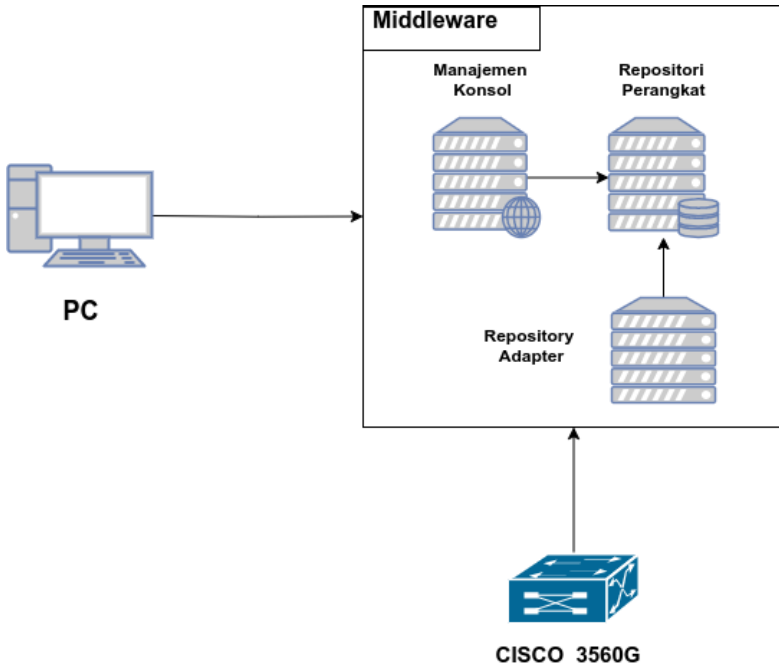 Middleware
Manajemen
Konsol
Repositori
Perangkat
PC
Repository
Adapter
CISCO 3560G